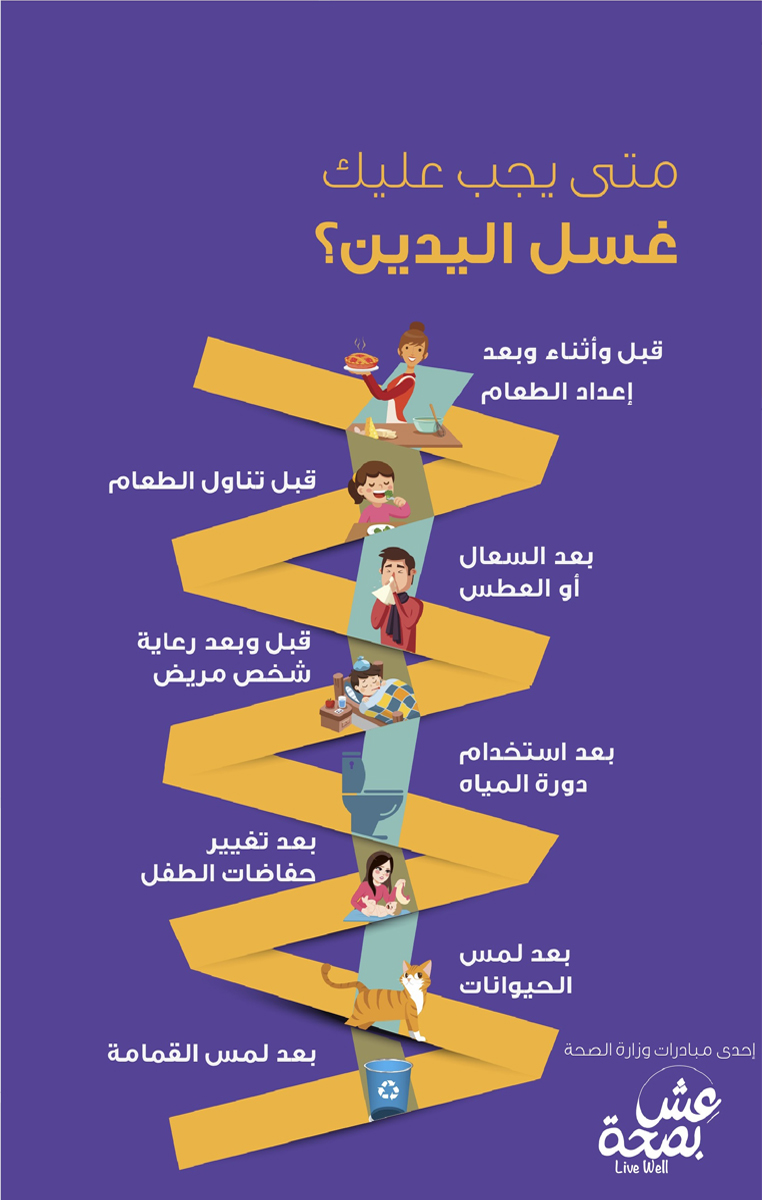 متى يجب عليك
غسل اليدين؟
قبل وأثناء وبعد
إعداد الطعام
قبل تناول الطعام
بعد السعال
أو العطس
قبل وبعد رعاية
شخص مريض
بعد استخدام
دورة المياه
بعد تغيير
حفاضات الطفل
بعد لمس
الحيوانات
بعد لمس القمامة
إحدى مبادرات وزارة الصحة
عِش
بصحة
Live Well